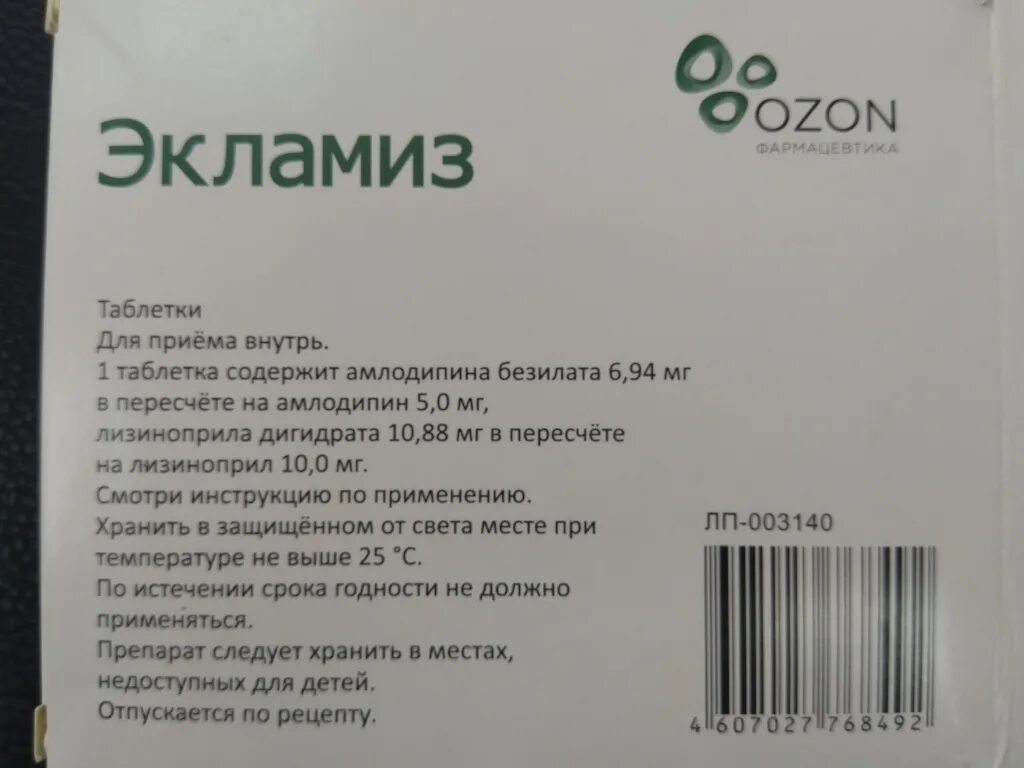 OZON
ФАРМАЦЕВТИКА
Экламиз
Таблетки
Для приёма внутрь.
1 таблетка содержит амлодипина безилата 6,94 мг
в пересчёте на амлодипин 5,0 мг,
лизиноприла дигидрата 10,88 мг в пересчёте
на лизиноприл 10,0 мг.
Смотри инструкцию по применению.
Хранить в защищённом от света месте при
температуре не выше 25 °С.
По истечении срока годности не должно
применяться.
Препарат следует хранить в местах,
недоступных для детей.
Отпускается по рецепту.
ЛП-003140
4 607027 768492